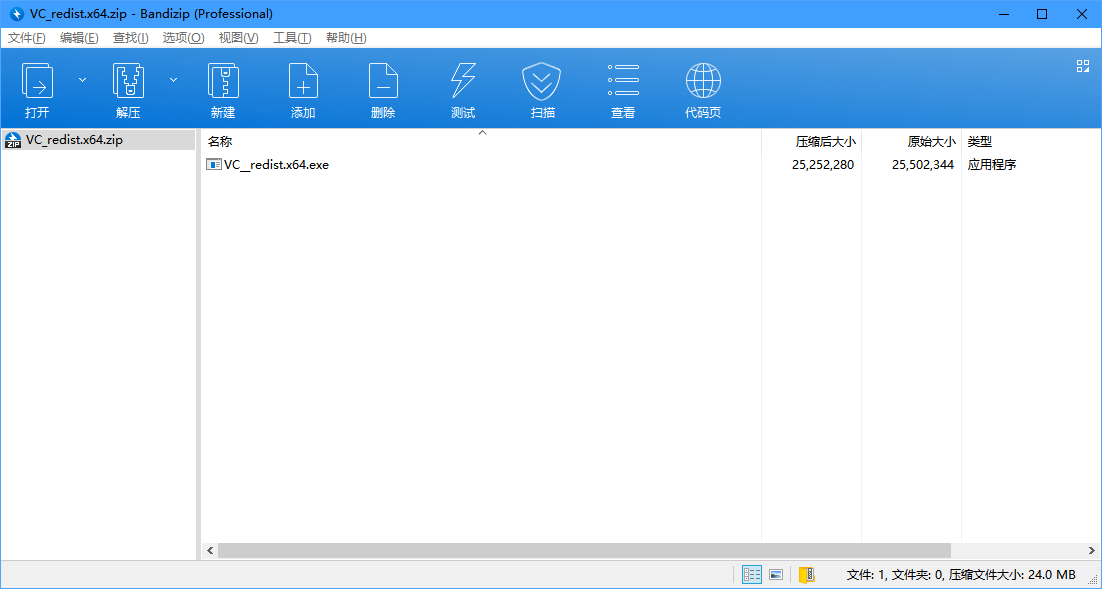 VC_redist.x64.zip - Bandizip (Professional)
文件(F) 编辑(E) 查找(I) 选项(O) 视图(V) 工具(T) 帮助(H)
打开 解压 新建 添加 删除 测试 扫描 查看 代码页
ZIP VC_redist.x64.zip
名称 压缩后大小 原始大小 类型
VC__redist.x64.exe 25,252,280 25,502,344 应用程序
文件: 1, 文件夹: 0, 压缩文件大小: 24.0 MB